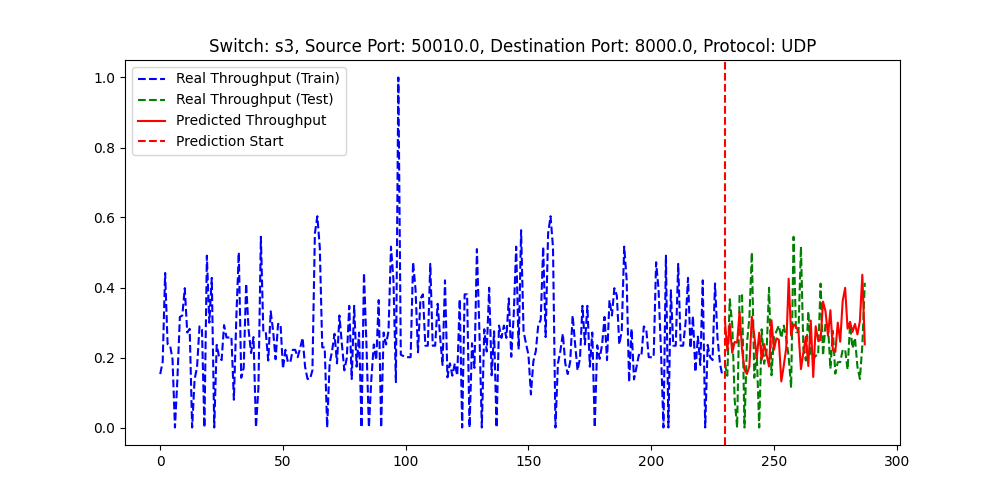 Switch: s3, Source Port: 50010.0, Destination Port: 8000.0, Protocol: UDP
Real Throughput (Train)
Real Throughput (Test)
Predicted Throughput
Prediction Start
1.0
0.8
0.6
0.4
0.2
0.0
0 50 100 150 200 250 300